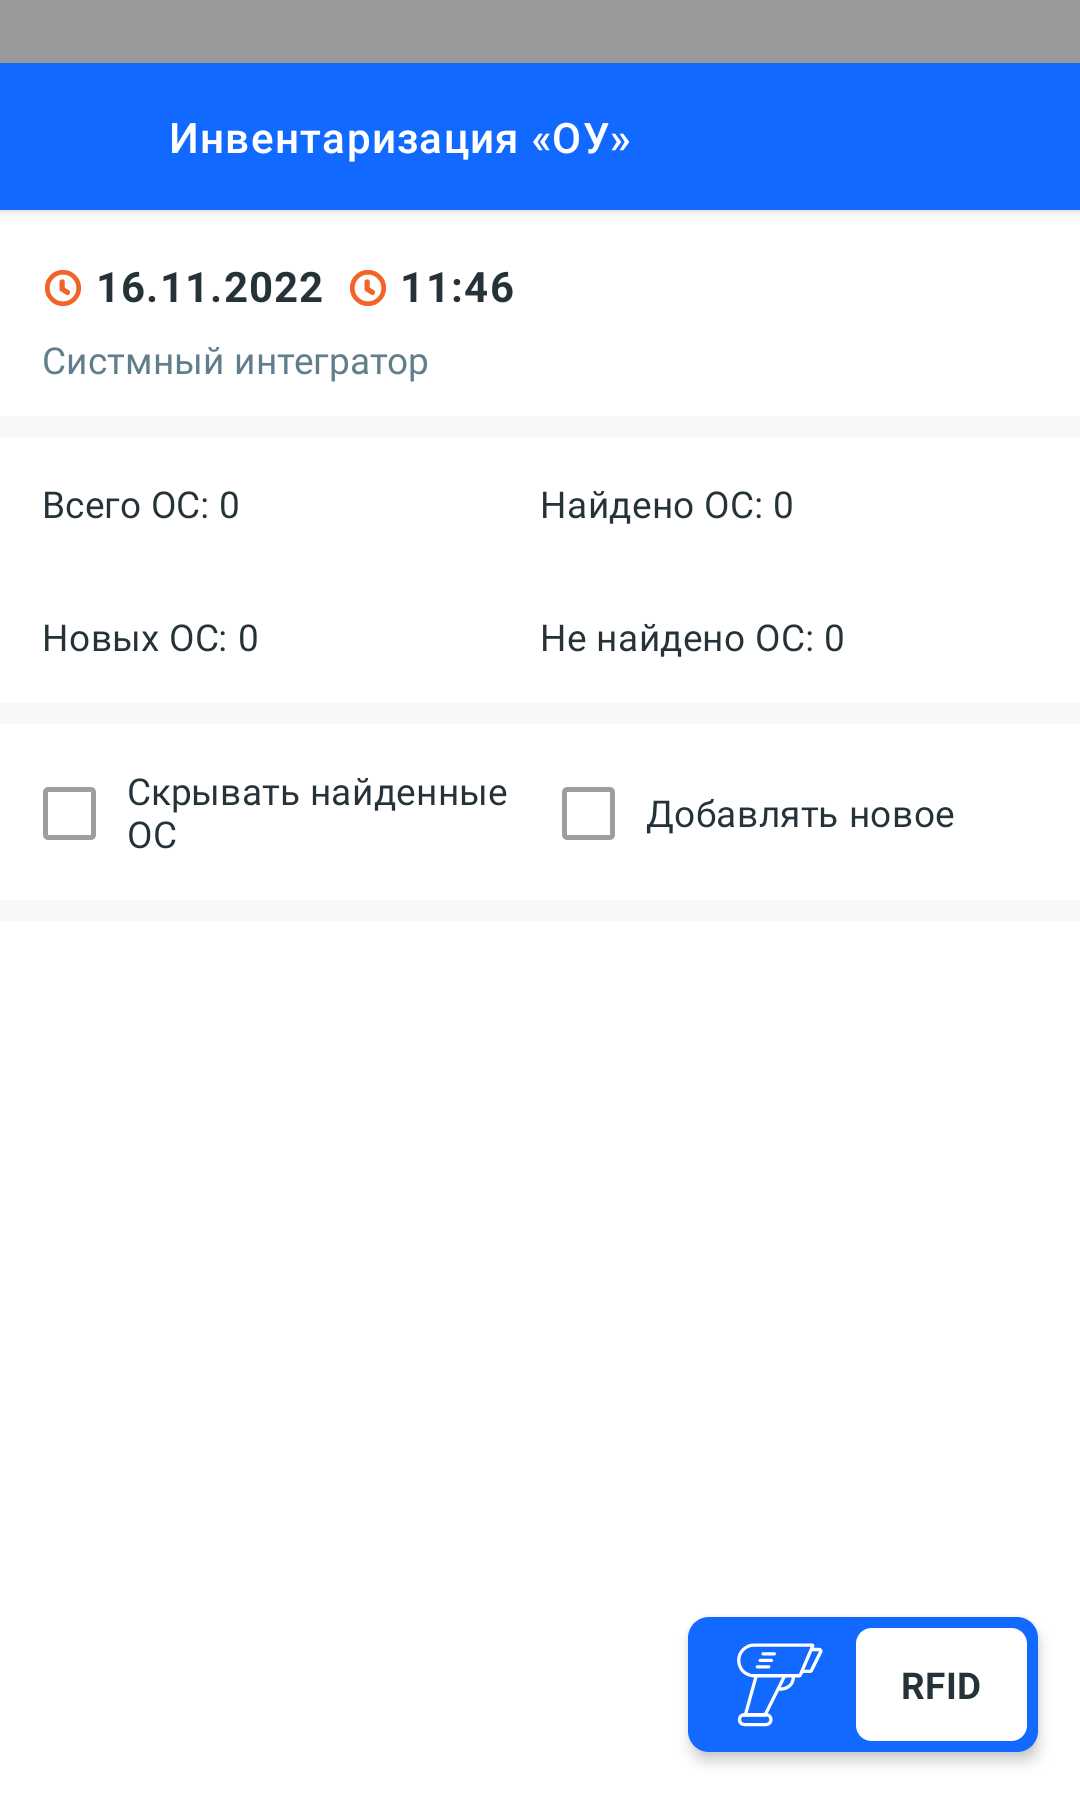 Инвентаризация «ОУ»
16.11.2022 11:46
Систмный интегратор
Всего ОС: 0 Найдено ОС: 0
Новых ОС: 0 Не найдено ОС: 0
Скрывать найденные
ОС
Добавлять новое
RFID